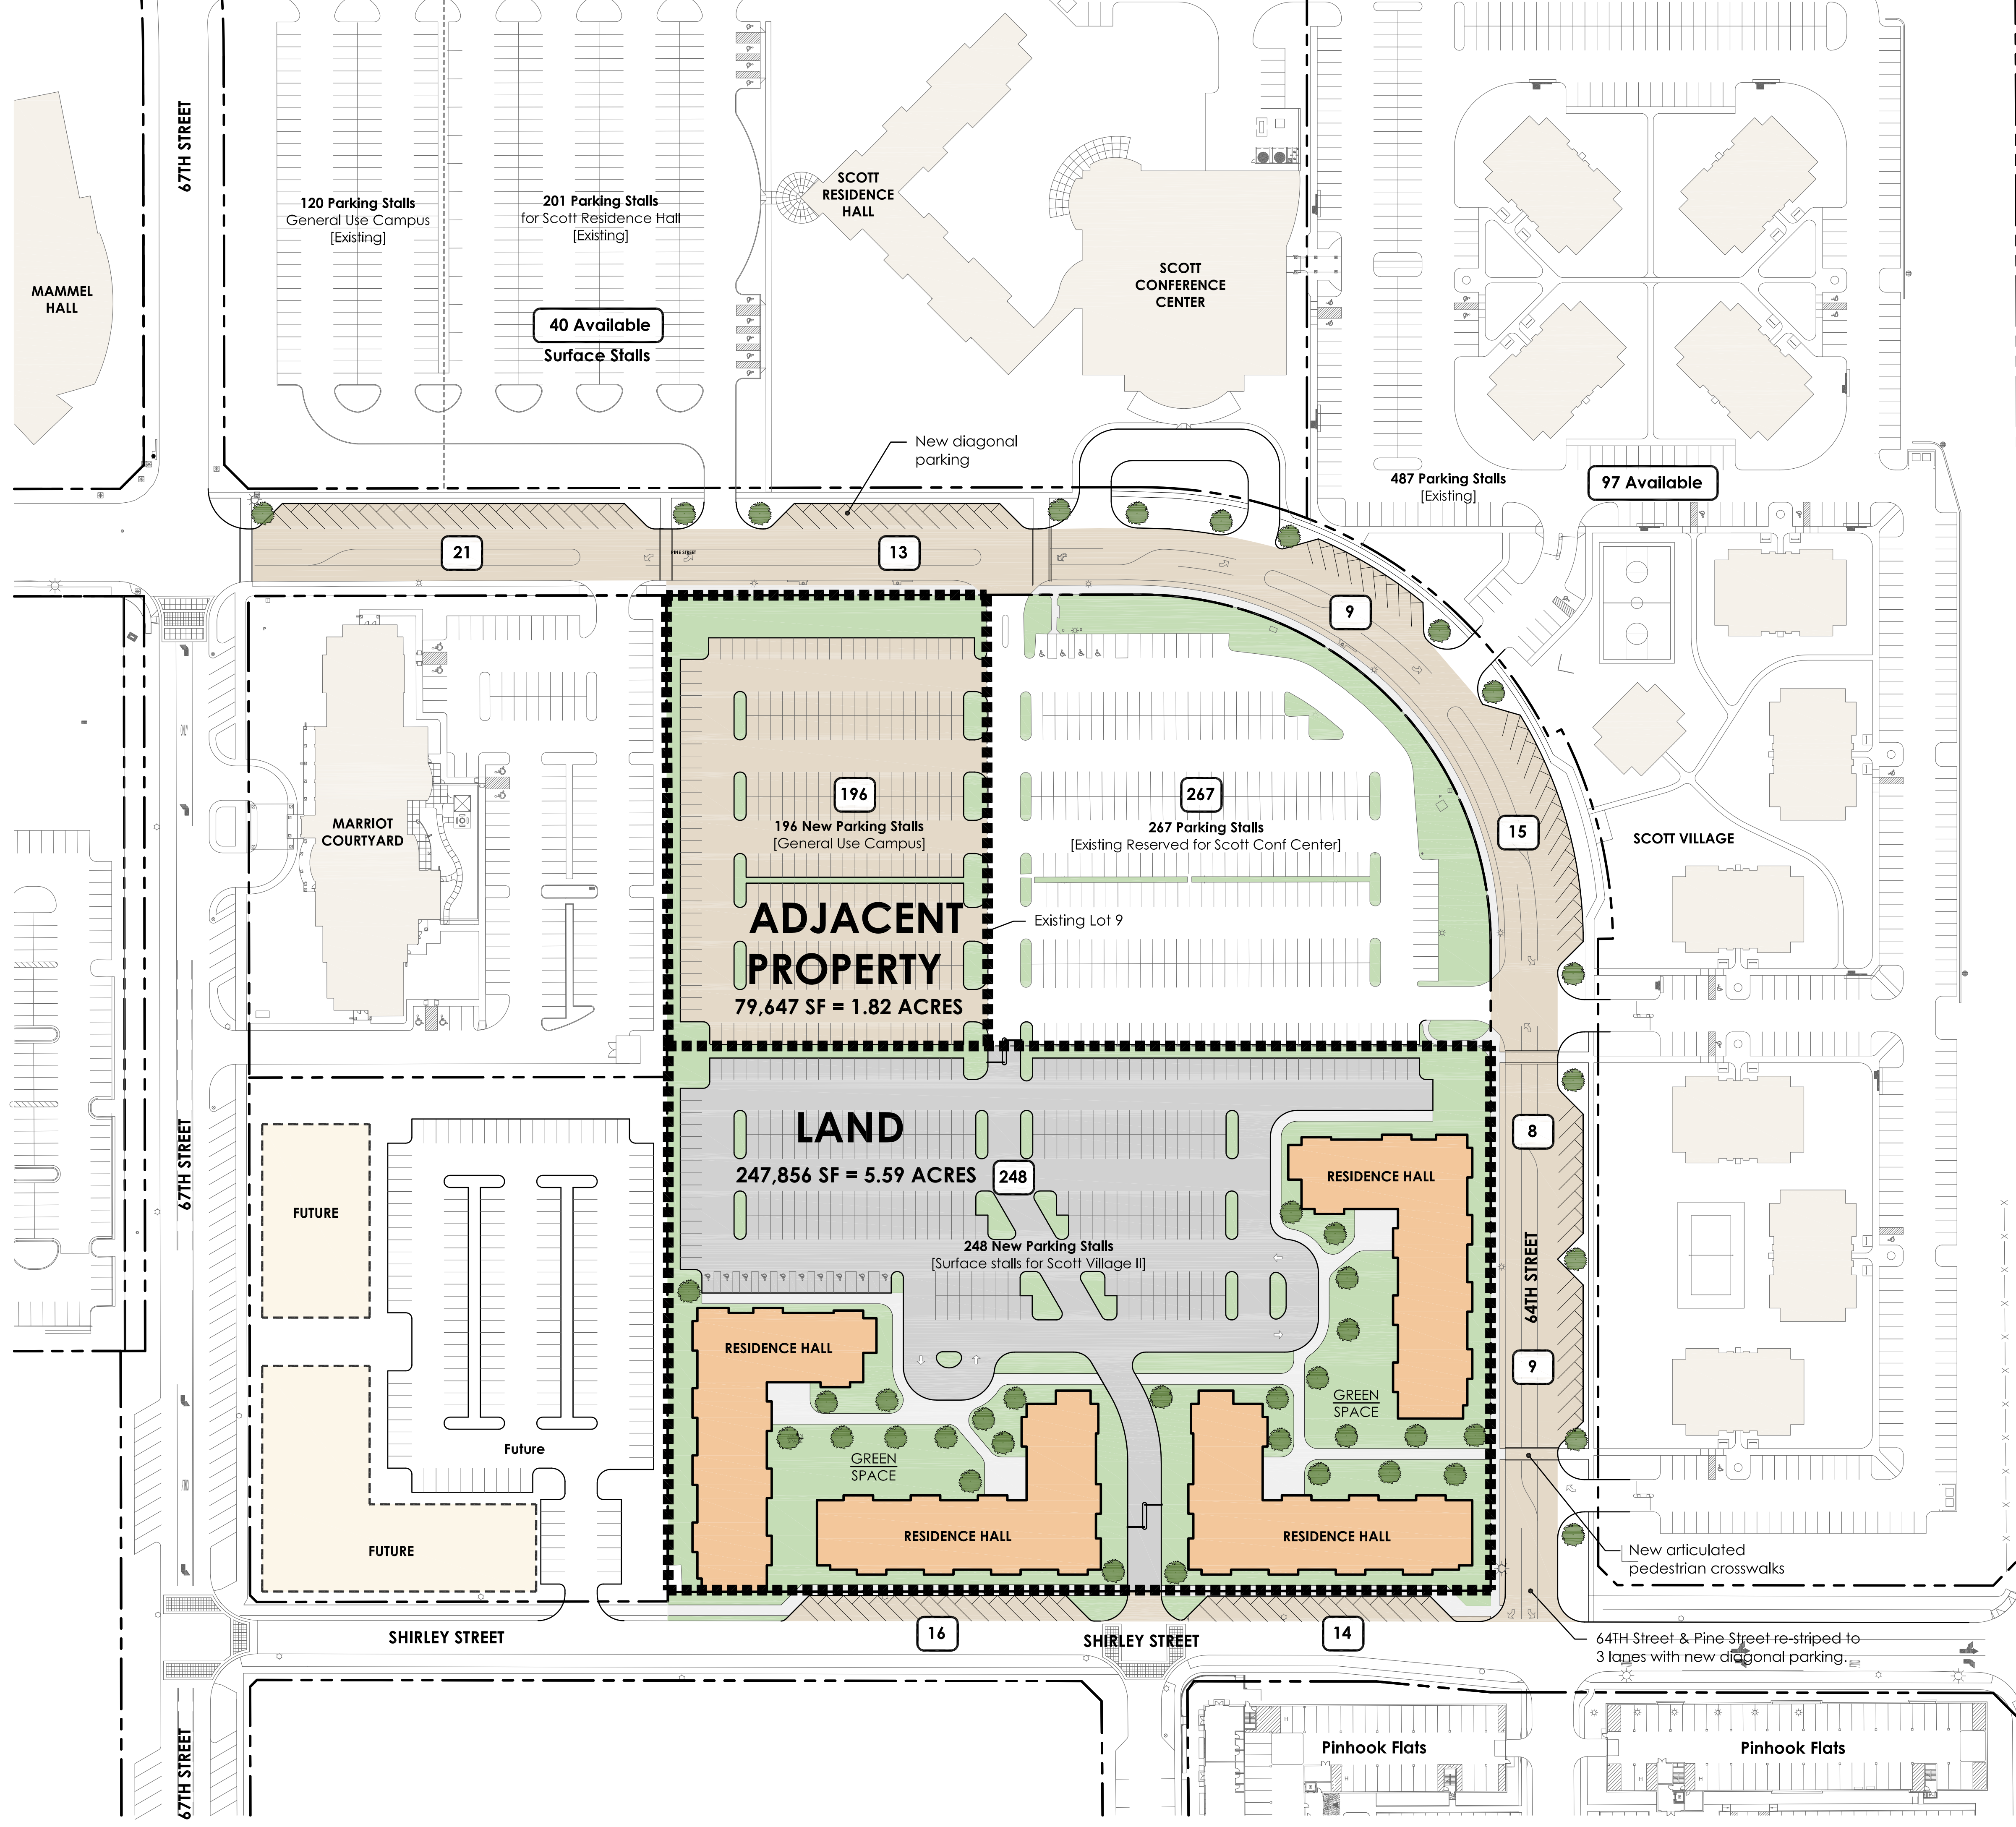 67TH STREET
MAMMEL
HALL
120 Parking Stalls
General Use Campus
[Existing]
201 Parking Stalls
for Scott Residence Hall
[Existing]
40 Available
Surface Stalls
SCOTT
RESIDENCE
HALL
SCOTT
CONFERENCE
CENTER
487 Parking Stalls
[Existing]
97 Available
New diagonal
parking
21
PINE STREET
13
9
15
MARRIOT
COURTYARD
196
196 New Parking Stalls
[General Use Campus]
267
267 Parking Stalls
[Existing Reserved for Scott Conf Center]
SCOTT VILLAGE
ADJACENT
PROPERTY
79,647 SF = 1.82 ACRES
Existing Lot 9
67TH STREET
LAND
247,856 SF = 5.59 ACRES
248
248 New Parking Stalls
[Surface stalls for Scott Village II]
RESIDENCE HALL
8
64TH STREET
9
FUTURE
Future
FUTURE
RESIDENCE HALL
GREEN
SPACE
GREEN
SPACE
RESIDENCE HALL
RESIDENCE HALL
New articulated
pedestrian crosswalks
SHIRLEY STREET
16
SHIRLEY STREET
14
64TH Street & Pine Street re-striped to
3 lanes with new diagonal parking.
67TH STREET
Pinhook Flats
Pinhook Flats